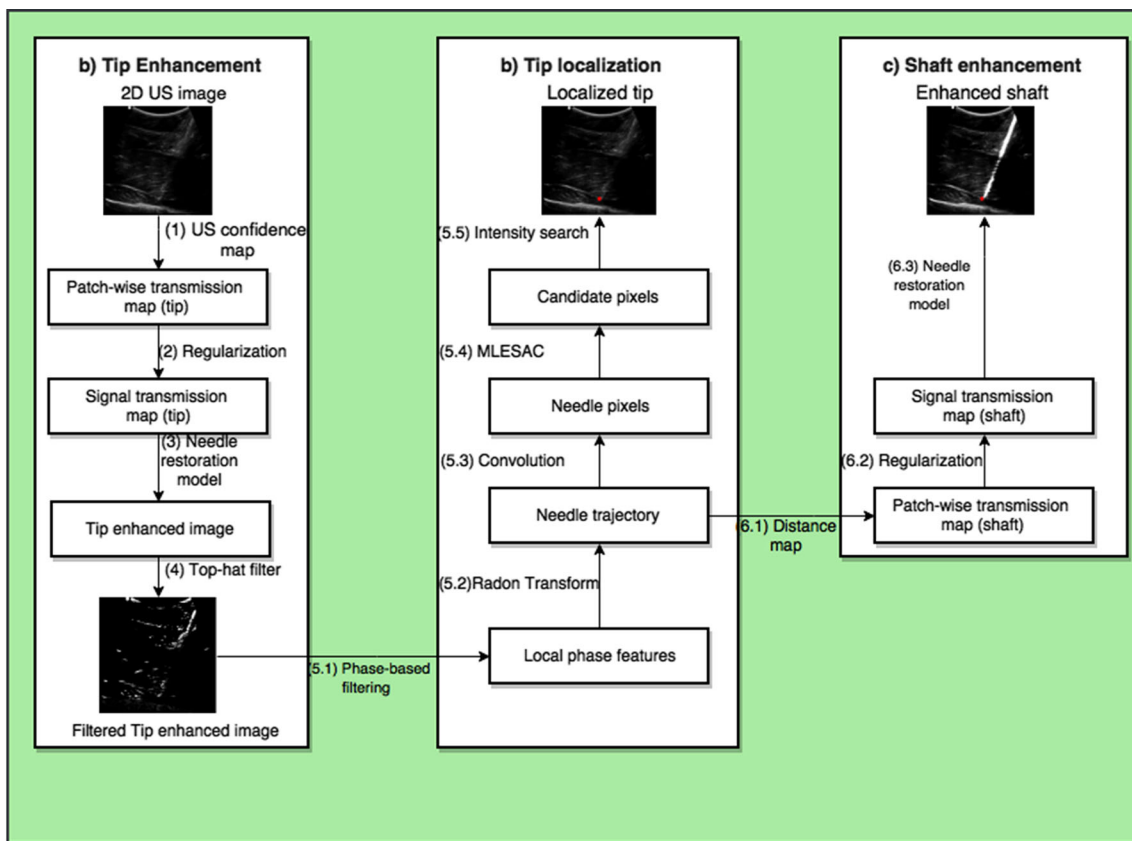 b) Tip Enhancement
2D US image
(1) US confidence
map
Patch-wise transmission
map (tip)
(2) Regularization
Signal transmission
map (tip)
(3) Needle
restoration
model
Tip enhanced image
(4) Top-hat filter
Filtered Tip enhanced image
(5.1) Phase-based
filtering
b) Tip localization
Localized tip
(5.5) Intensity search
Candidate pixels
(5.4) MLESAC
Needle pixels
(5.3) Convolution
Needle trajectory
(5.2)Radon Transform
Local phase features
(6.1) Distance
map
c) Shaft enhancement
Enhanced shaft
(6.3) Needle
restoration
model
Signal transmission
map (shaft)
(6.2) Regularization
Patch-wise transmission
map (shaft)